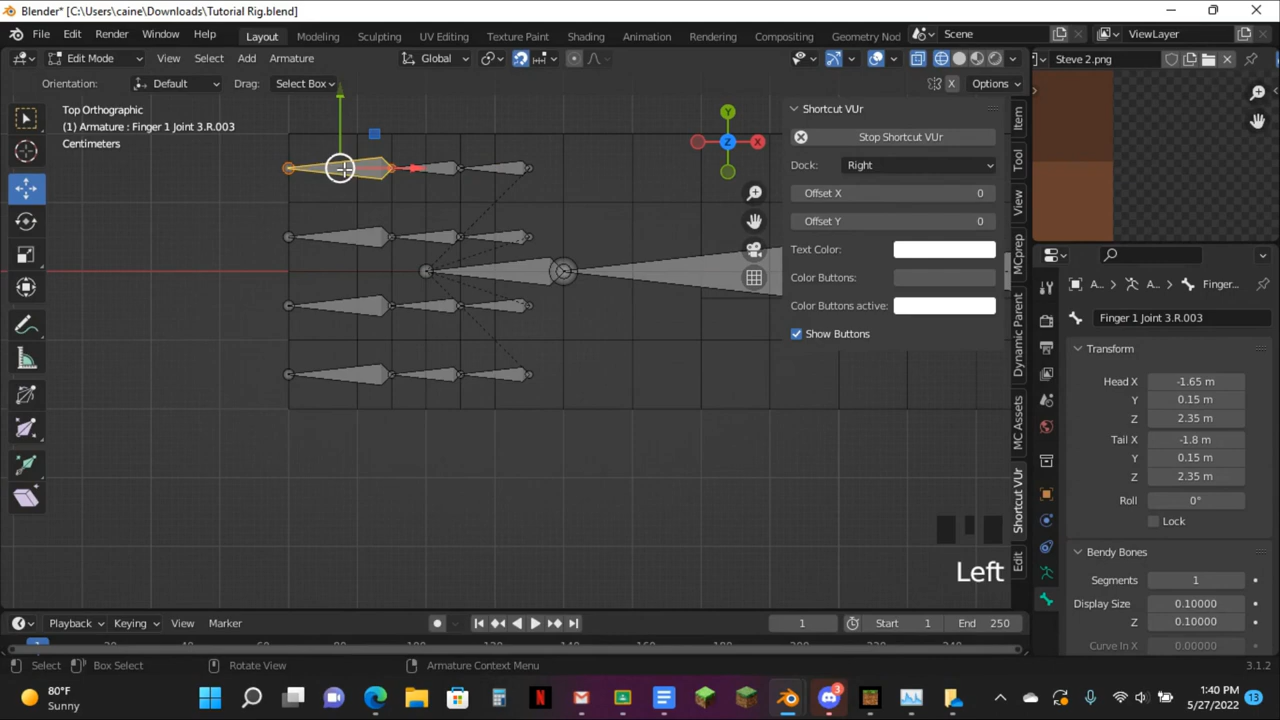 Blender* [C:\Users\caine\Downloads\Tutorial Rig.blend]
File Edit Render Window Help Layout Modeling Sculpting UV Editing Texture Paint Shading Animation Rendering Compositing Geometry Nod Scene ViewLayer
Edit Mode View Select Add Armature Global Steve 2.png
Orientation: Default Drag: Select Box X Options
Top Orthographic
(1) Armature : Finger 1 Joint 3.R.003
Centimeters
Y
X
Z
Shortcut VUr
Stop Shortcut VUr
Dock: Right
Offset X 0
Offset Y 0
Text Color:
Color Buttons:
Color Buttons active:
Show Buttons
Item
Tool
View
MCprep
Dynamic Parent
MC Assets
Shortcut VUr
Edit
A.. A.. Finger...
Finger 1 Joint 3.R.003
Transform
Head X -1.65 m
Y 0.15 m
Z 2.35 m
Tail X -1.8 m
Y 0.15 m
Z 2.35 m
Roll 0°
Lock
Bendy Bones
Segments 1
Display Size 0.10000
Z 0.10000
Curve In X 0.00000
Left
Playback Keying View Marker 1 Start 1 End 250
Select Box Select Rotate View Armature Context Menu 3.1.2
80°F
Sunny
3
1:40 PM
5/27/2022
13